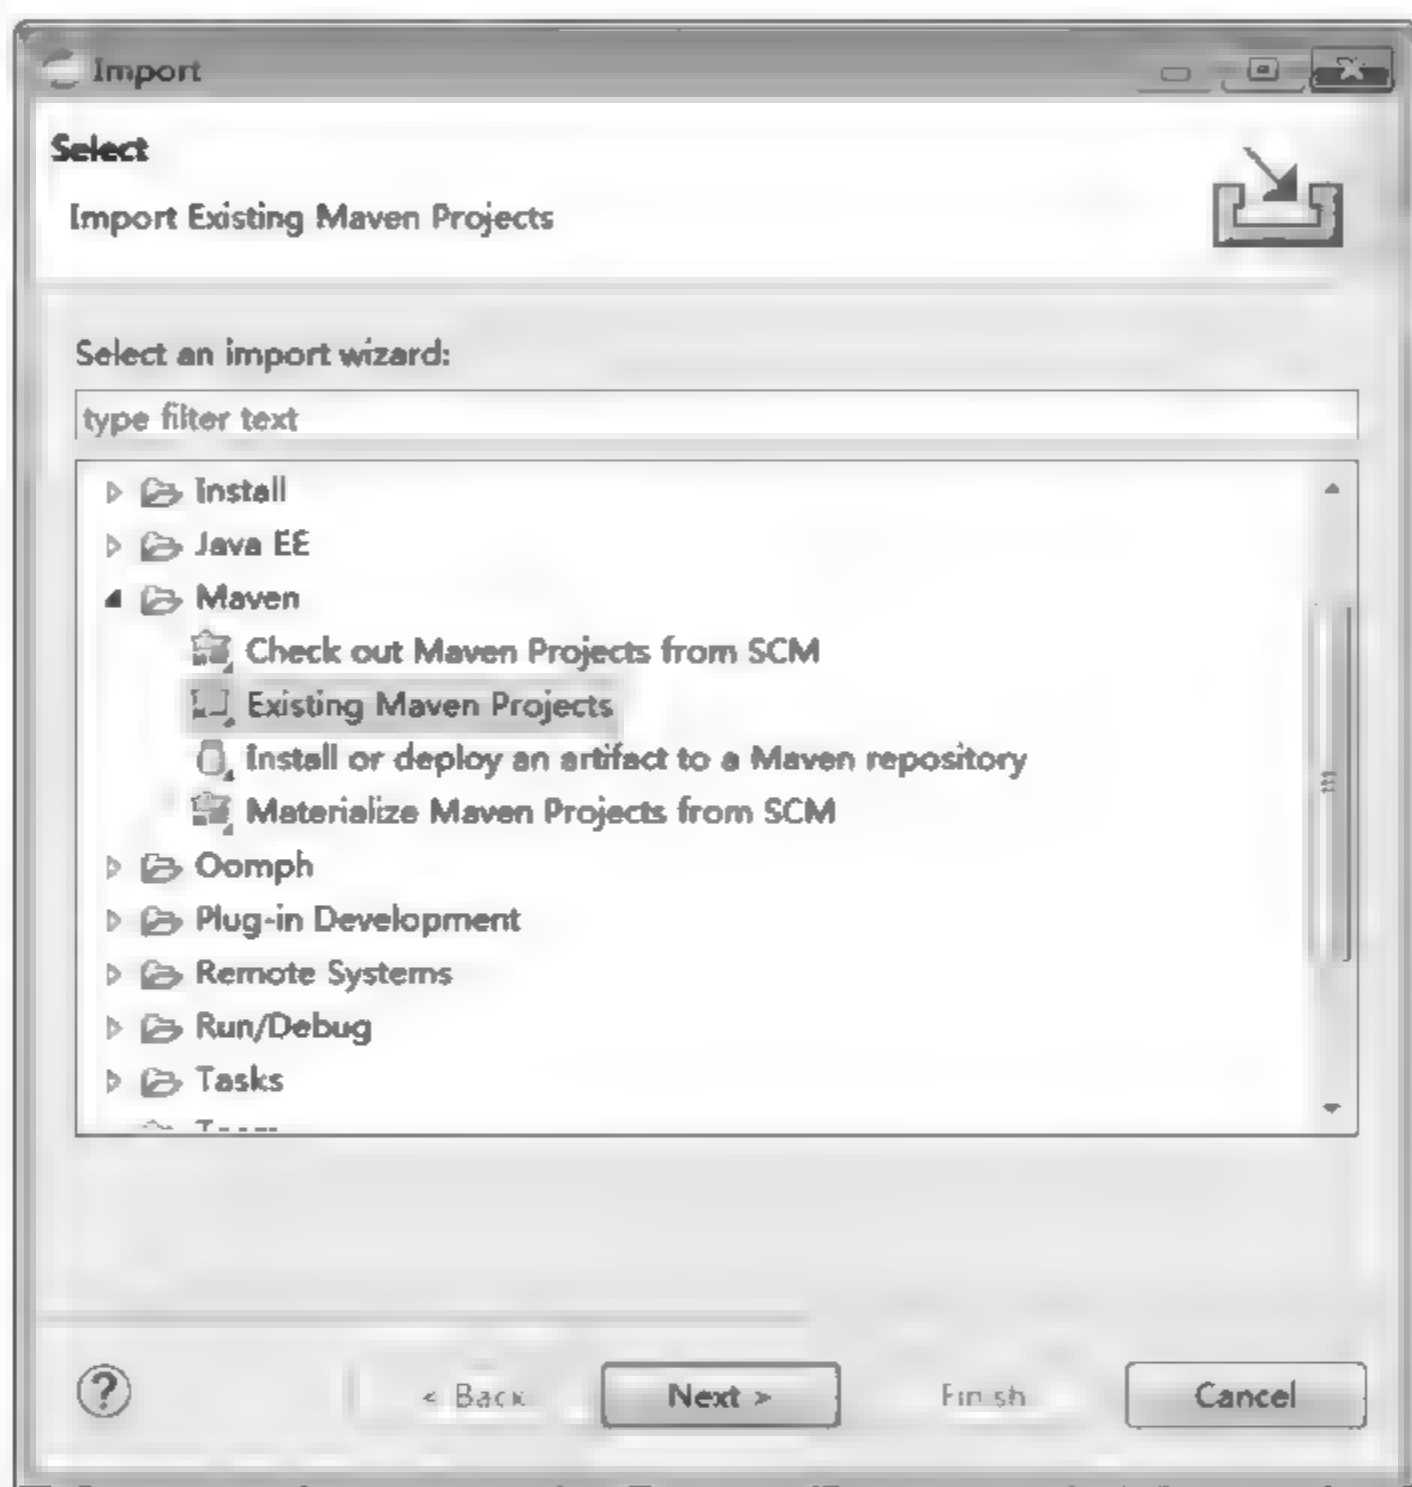 Import
Select
Import Existing Maven Projects
Select an import wizard:
type filter text
Install
Java EE
Maven
Check out Maven Projects from SCM
Existing Maven Projects
Install or deploy an artifact to a Maven repository
Materialize Maven Projects from SCM
Oomph
Plug-in Development
Remote Systems
Run/Debug
Tasks
< Back
Next >
Finish
Cancel